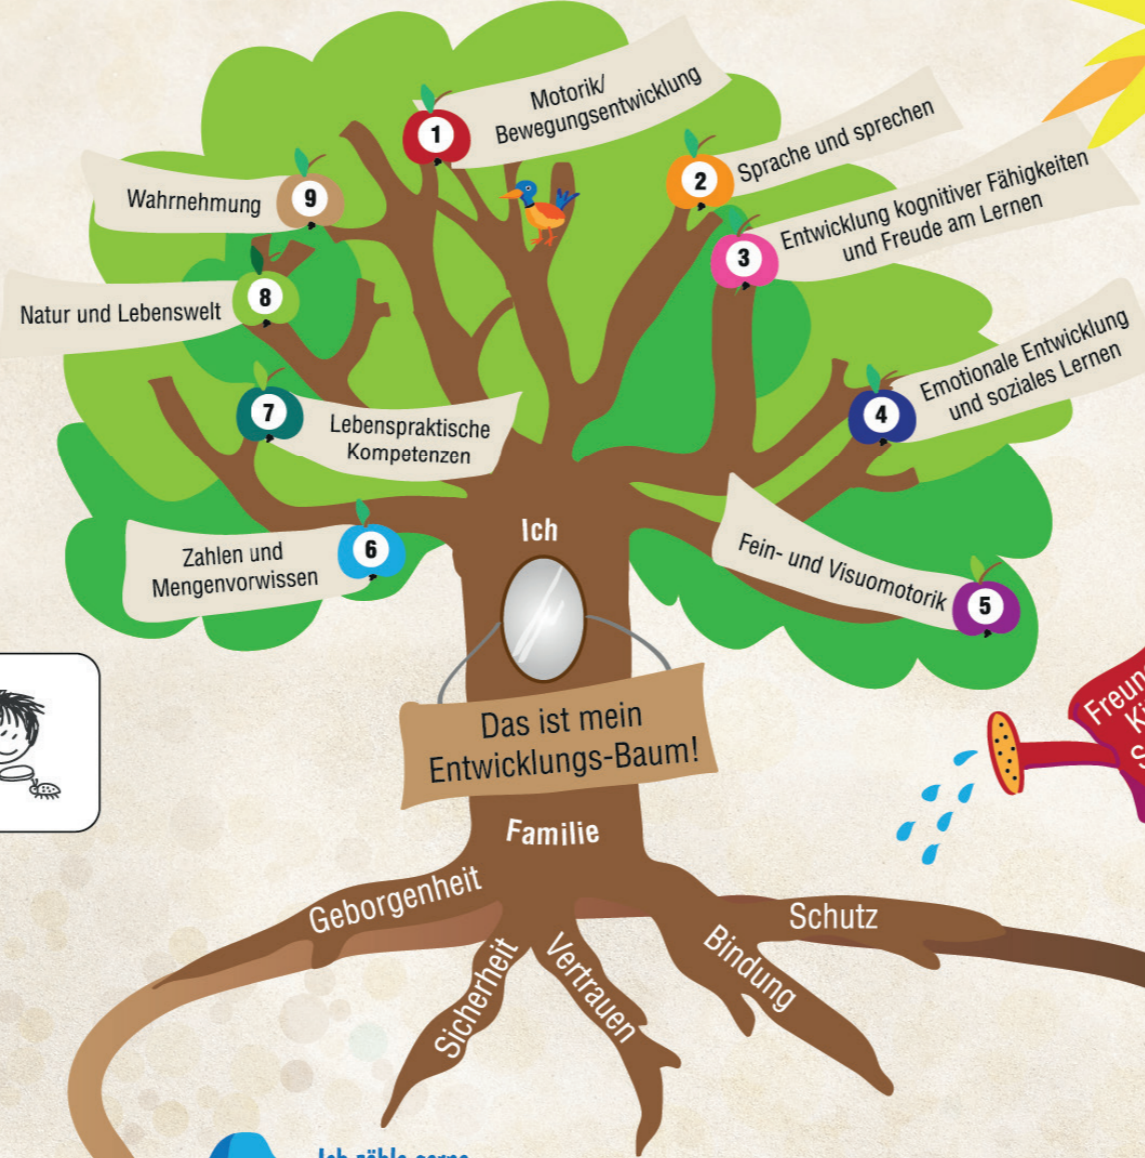 1
Motorik/
Bewegungsentwicklung
2
Sprache und sprechen
3
Entwicklung kognitiver Fähigkeiten
und Freude am Lernen
4
Emotionale Entwicklung
und soziales Lernen
5
Fein- und Visuomotorik
6
Zahlen und
Mengenvorwissen
7
Lebenspraktische
Kompetenzen
8
Natur und Lebenswelt
9
Wahrnehmung
Ich
Das ist mein
Entwicklungs-Baum!
Familie
Geborgenheit
Sicherheit
Vertrauen
Bindung
Schutz